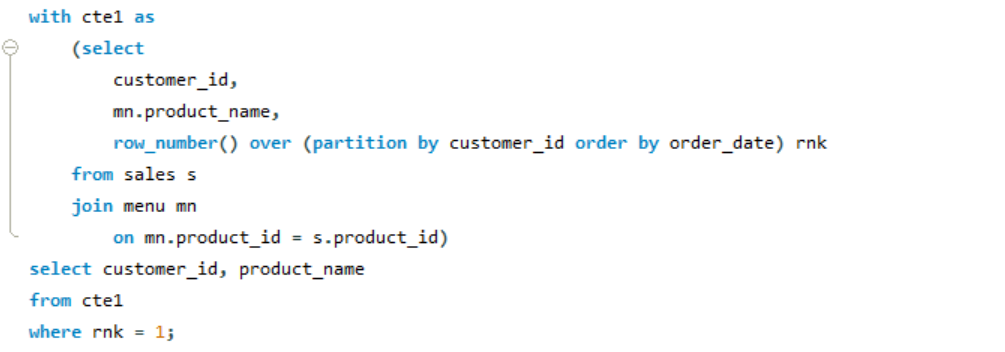 with cte1 as
(select
customer_id,
mn.product_name,
row_number() over (partition by customer_id order by order_date) rnk
from sales s
join menu mn
on mn.product_id = s.product_id)
select customer_id, product_name
from cte1
where rnk = 1;